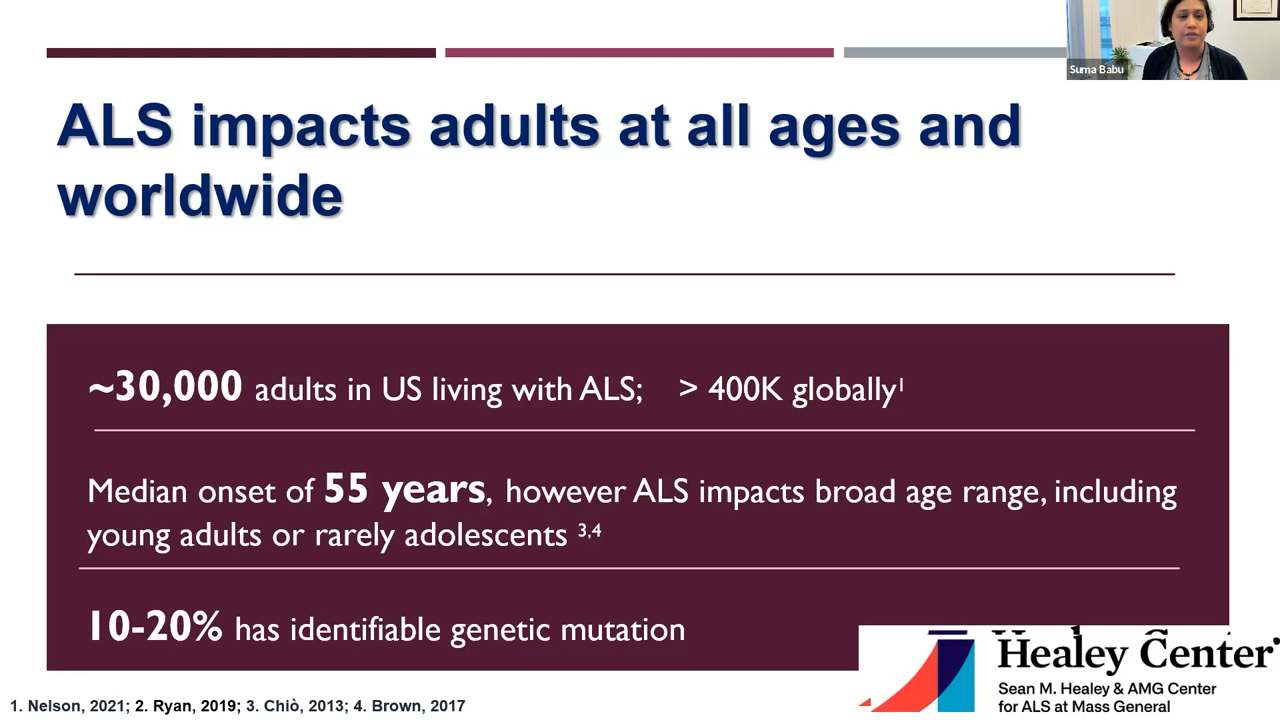 Suma Babu
ALS impacts adults at all ages and
worldwide
~30,000 adults in US living with ALS; > 400K globally¹
Median onset of 55 years, however ALS impacts broad age range, including
young adults or rarely adolescents ³,⁴
10-20% has identifiable genetic mutation
Healey Center
Sean M. Healey & AMG Center
for ALS at Mass General
1. Nelson, 2021; 2. Ryan, 2019; 3. Chiò, 2013; 4. Brown, 2017